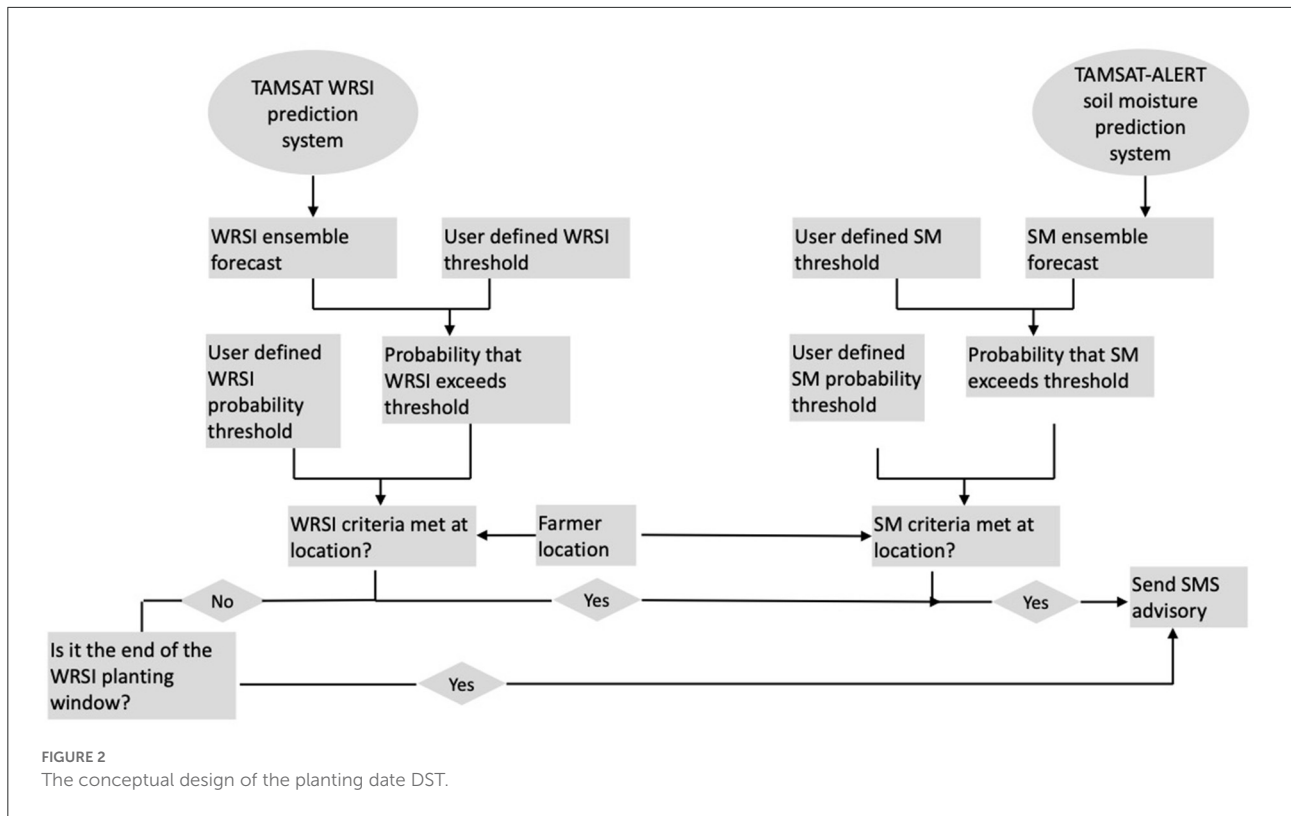 TAMSAT WRSI
prediction
system
TAMSAT-ALERT
soil moisture
prediction
system
WRSI ensemble
forecast
User defined WRSI
threshold
User defined SM
threshold
SM ensemble
forecast
User defined
WRSI
probability
threshold
Probability that
WRSI exceeds
threshold
User defined
SM probability
threshold
Probability that SM
exceeds threshold
WRSI criteria met at
location?
Farmer
location
SM criteria met at
location?
No
Yes
Yes
Send SMS
advisory
Is it the end of the
WRSI planting
window?
Yes
FIGURE 2
The conceptual design of the planting date DST.